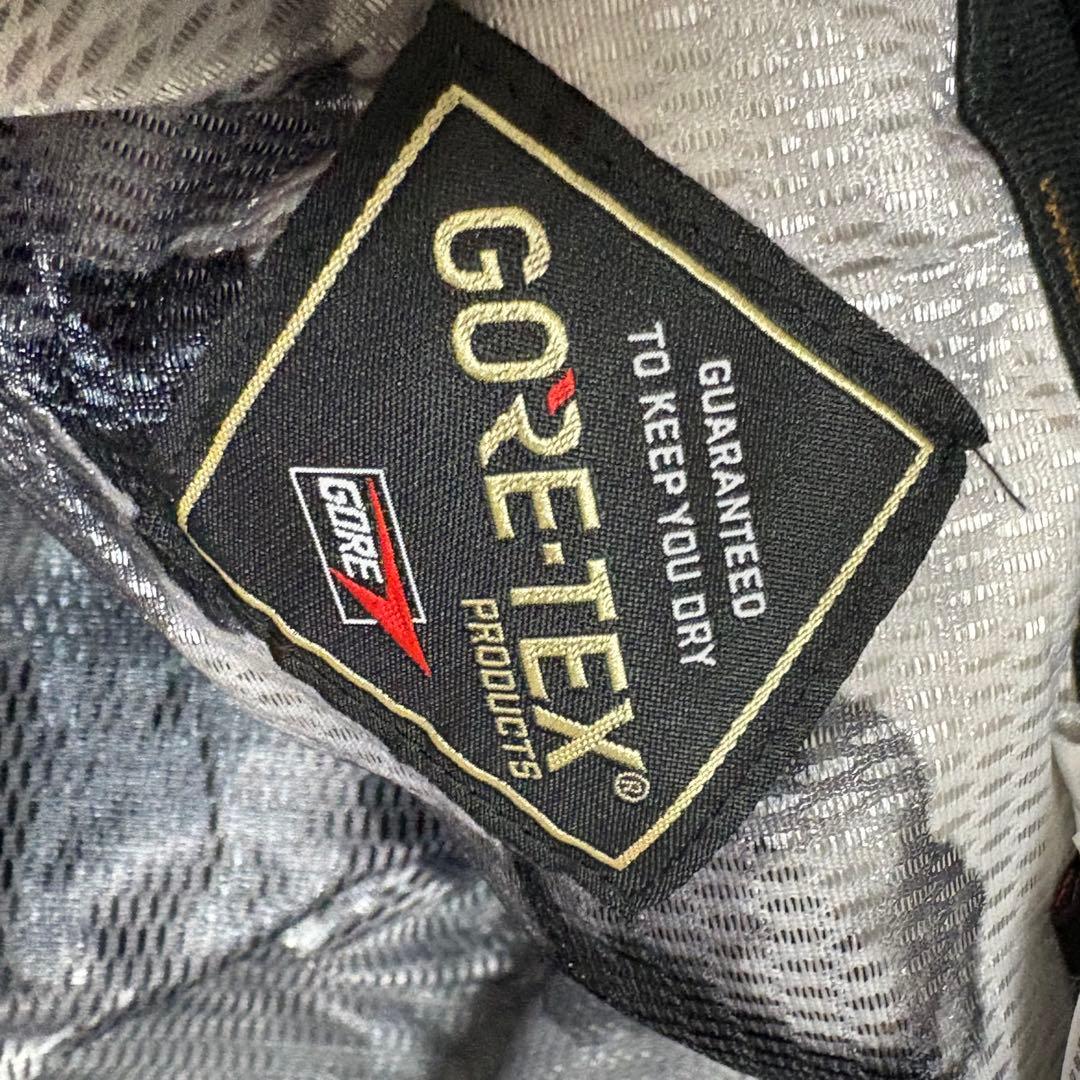 GUARANTEED
TO KEEP YOU DRY
GORE-TEX®
PRODUCTS
GORE